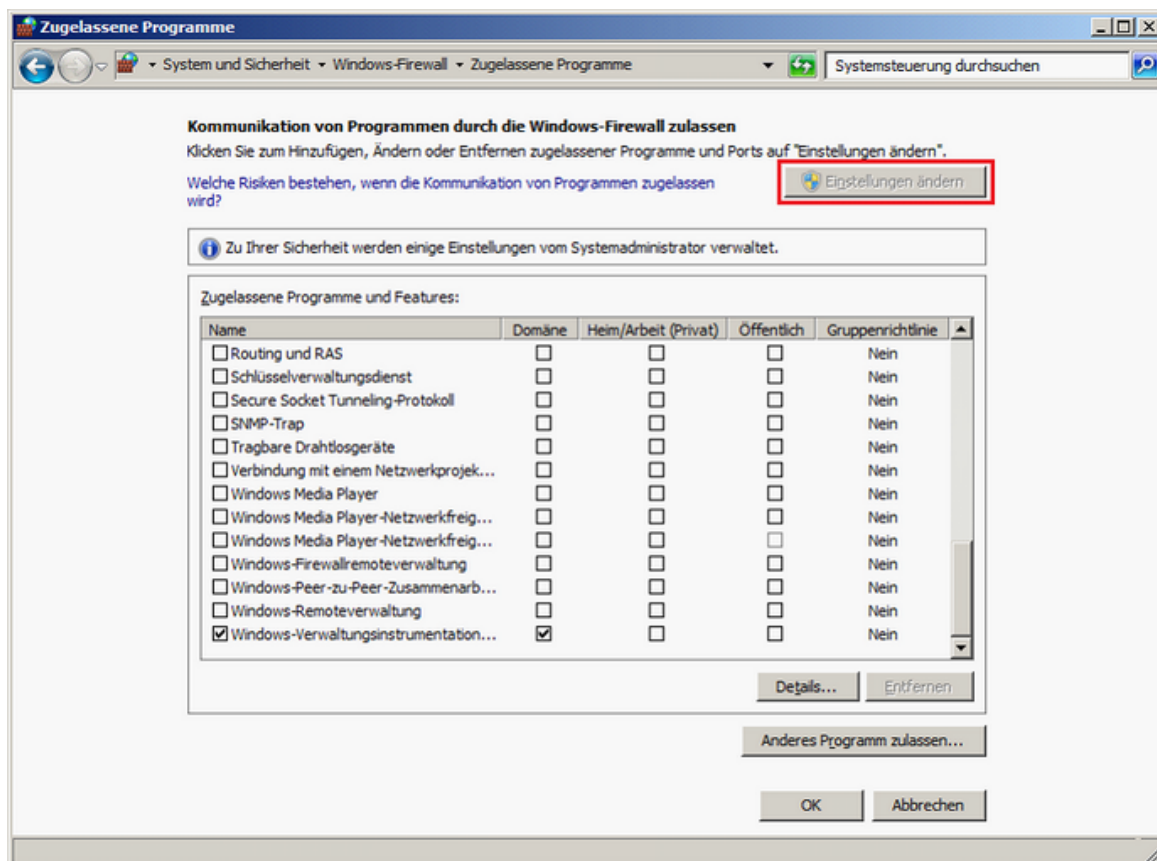 Zugelassene Programme
System und Sicherheit Windows-Firewall Zugelassene Programme Systemsteuerung durchsuchen
Kommunikation von Programmen durch die Windows-Firewall zulassen
Klicken Sie zum Hinzufügen, Ändern oder Entfernen zugelassener Programme und Ports auf "Einstellungen ändern".
Welche Risiken bestehen, wenn die Kommunikation von Programmen zugelassen
wird?
Einstellungen ändern
Zu Ihrer Sicherheit werden einige Einstellungen vom Systemadministrator verwaltet.
Zugelassene Programme und Features:
Name Domäne Heim/Arbeit (Privat) Öffentlich Gruppenrichtlinie
Routing und RAS Nein
Schlüsselverwaltungsdienst Nein
Secure Socket Tunneling-Protokoll Nein
SNMP-Trap Nein
Tragbare Drahtlosgeräte Nein
Verbindung mit einem Netzwerkprojek... Nein
Windows Media Player Nein
Windows Media Player-Netzwerkfreig... Nein
Windows Media Player-Netzwerkfreig... Nein
Windows-Firewallremoteverwaltung Nein
Windows-Peer-zu-Peer-Zusammenarb... Nein
Windows-Remoteverwaltung Nein
Windows-Verwaltungsinstrumentation... Nein
Details... Entfernen
Anderes Programm zulassen...
OK Abbrechen